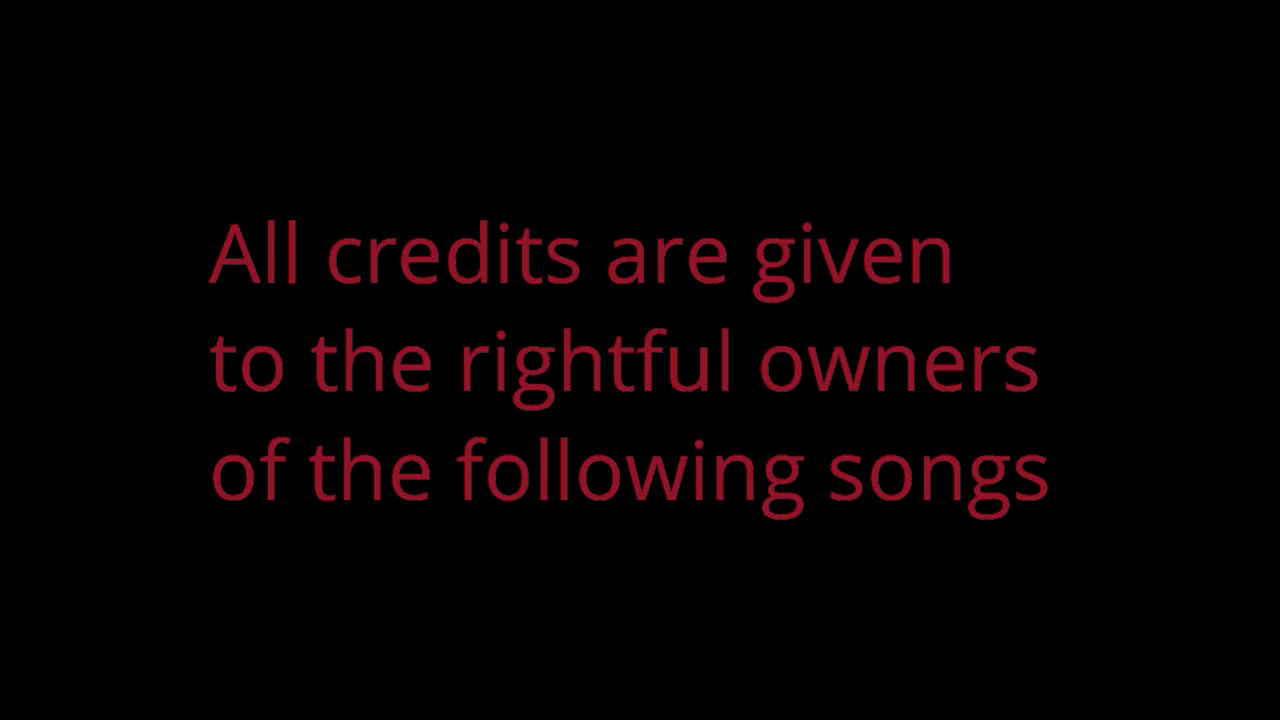 All credits are given
to the rightful owners
of the following songs